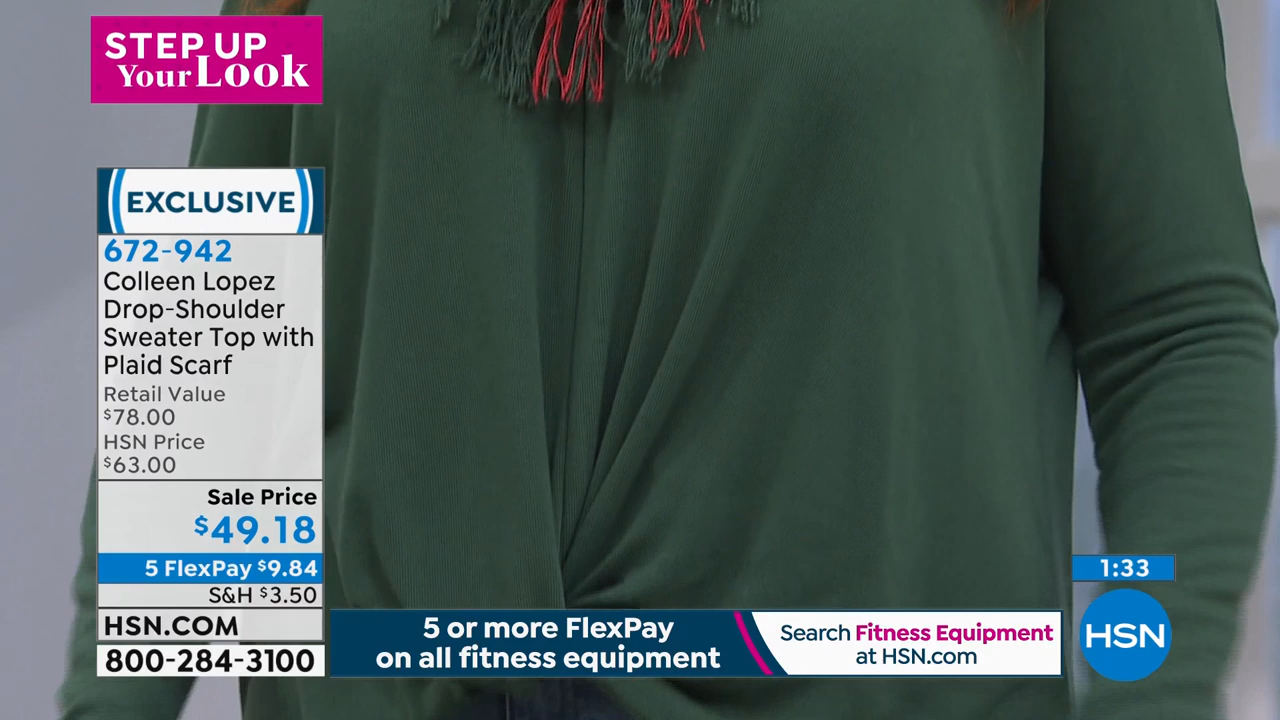 STEP UP
Your Look
EXCLUSIVE
672-942
Colleen Lopez
Drop-Shoulder
Sweater Top with
Plaid Scarf
Retail Value
$78.00
HSN Price
$63.00
Sale Price
$49.18
5 FlexPay $9.84
S&H $3.50
HSN.COM
800-284-3100
5 or more FlexPay
on all fitness equipment
Search Fitness Equipment
at HSN.com
1:33
HSN